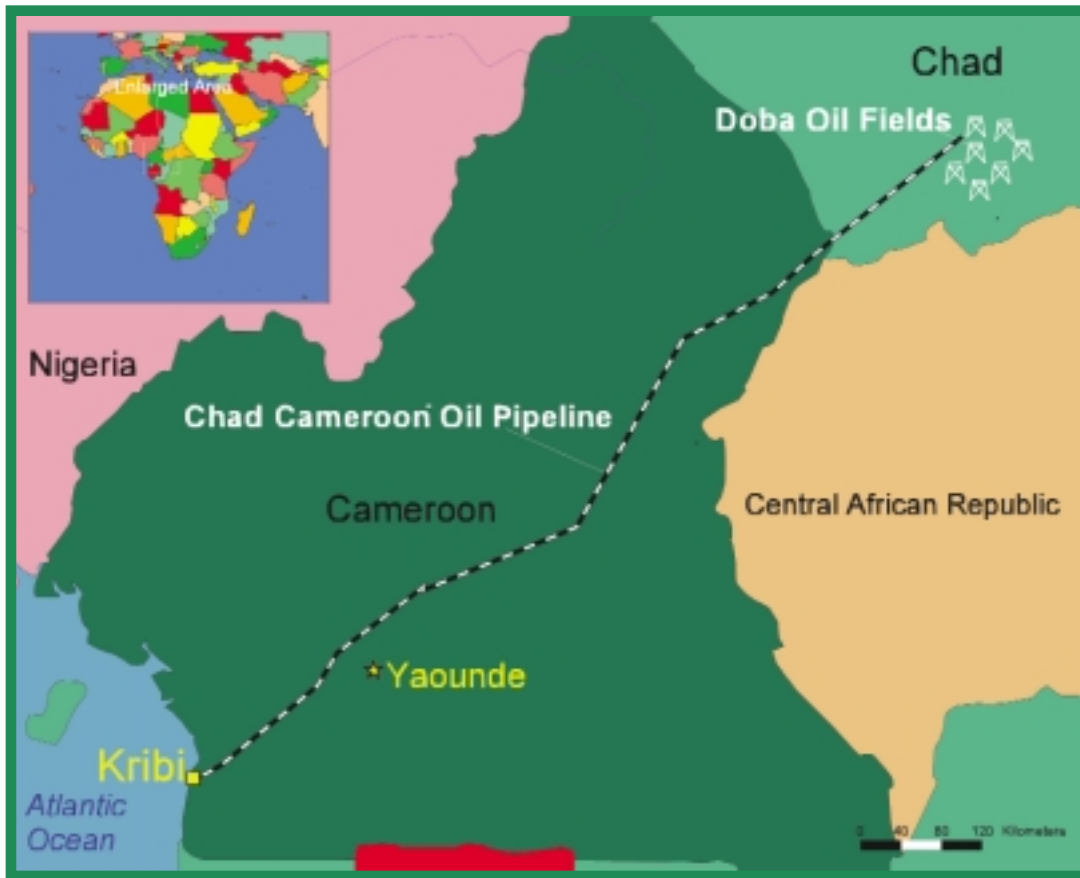 Enlarged Area
Chad
Doba Oil Fields
Nigeria
Chad Cameroon Oil Pipeline
Cameroon
Central African Republic
Yaounde
Kribi
Atlantic
Ocean
0 40 80 120 Kilometers